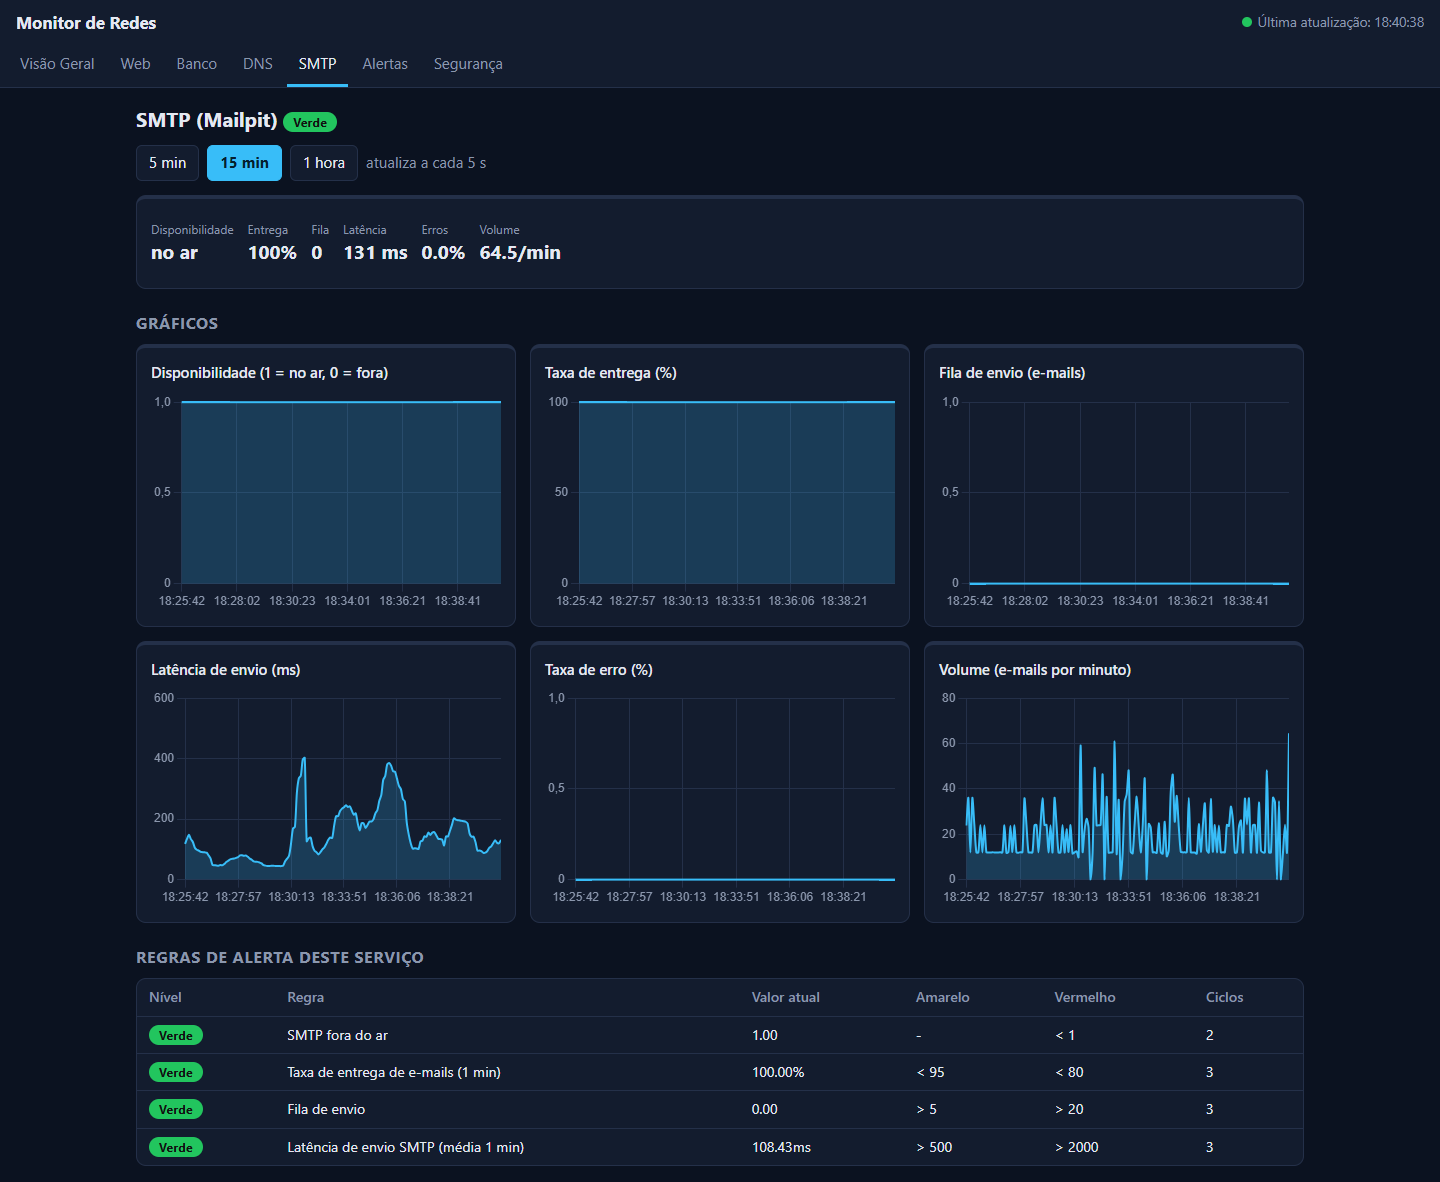 Monitor de Redes
Última atualização: 18:40:38
Visão Geral Web Banco DNS SMTP Alertas Segurança
SMTP (Mailpit) Verde
5 min 15 min 1 hora atualiza a cada 5 s
Disponibilidade Entrega Fila Latência Erros Volume
no ar 100% 0 131 ms 0.0% 64.5/min
GRÁFICOS
Disponibilidade (1 = no ar, 0 = fora)
1,0
0,5
0
18:25:42 18:28:02 18:30:23 18:34:01 18:36:21 18:38:41
Taxa de entrega (%)
100
50
0
18:25:42 18:27:57 18:30:13 18:33:51 18:36:06 18:38:21
Fila de envio (e-mails)
1,0
0,5
0
18:25:42 18:28:02 18:30:23 18:34:01 18:36:21 18:38:41
Latência de envio (ms)
600
400
200
0
18:25:42 18:27:57 18:30:13 18:33:51 18:36:06 18:38:21
Taxa de erro (%)
1,0
0,5
0
18:25:42 18:27:57 18:30:13 18:33:51 18:36:06 18:38:21
Volume (e-mails por minuto)
80
60
40
20
0
18:25:42 18:27:57 18:30:13 18:33:51 18:36:06 18:38:21
REGRAS DE ALERTA DESTE SERVIÇO
Nível Regra Valor atual Amarelo Vermelho Ciclos
Verde SMTP fora do ar 1.00 - < 1 2
Verde Taxa de entrega de e-mails (1 min) 100.00% < 95 < 80 3
Verde Fila de envio 0.00 > 5 > 20 3
Verde Latência de envio SMTP (média 1 min) 108.43ms > 500 > 2000 3